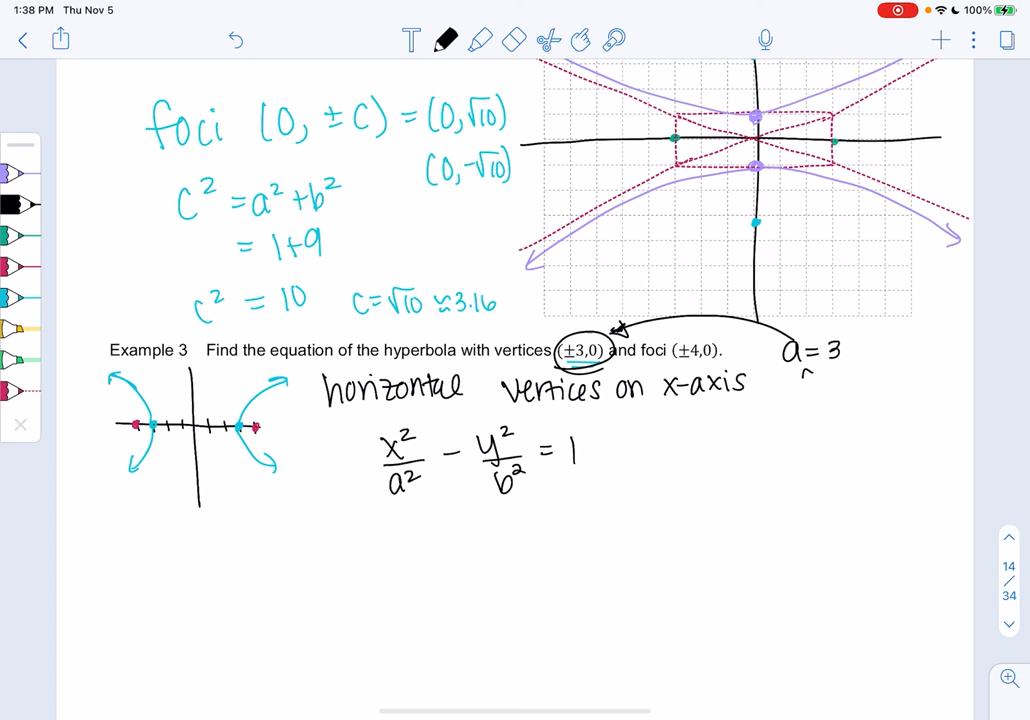 1:38 PM Thu Nov 5
100%
T
foci (0, ±c) = (0,√10)
(0,-√10)
c² = a² + b²
= 1+9
c² = 10 c = √10 ≈ 3.16
Example 3 Find the equation of the hyperbola with vertices (±3,0) and foci (±4,0).
a = 3
horizontal vertices on x-axis
x²/a² − y²/b² = 1
14
/
34